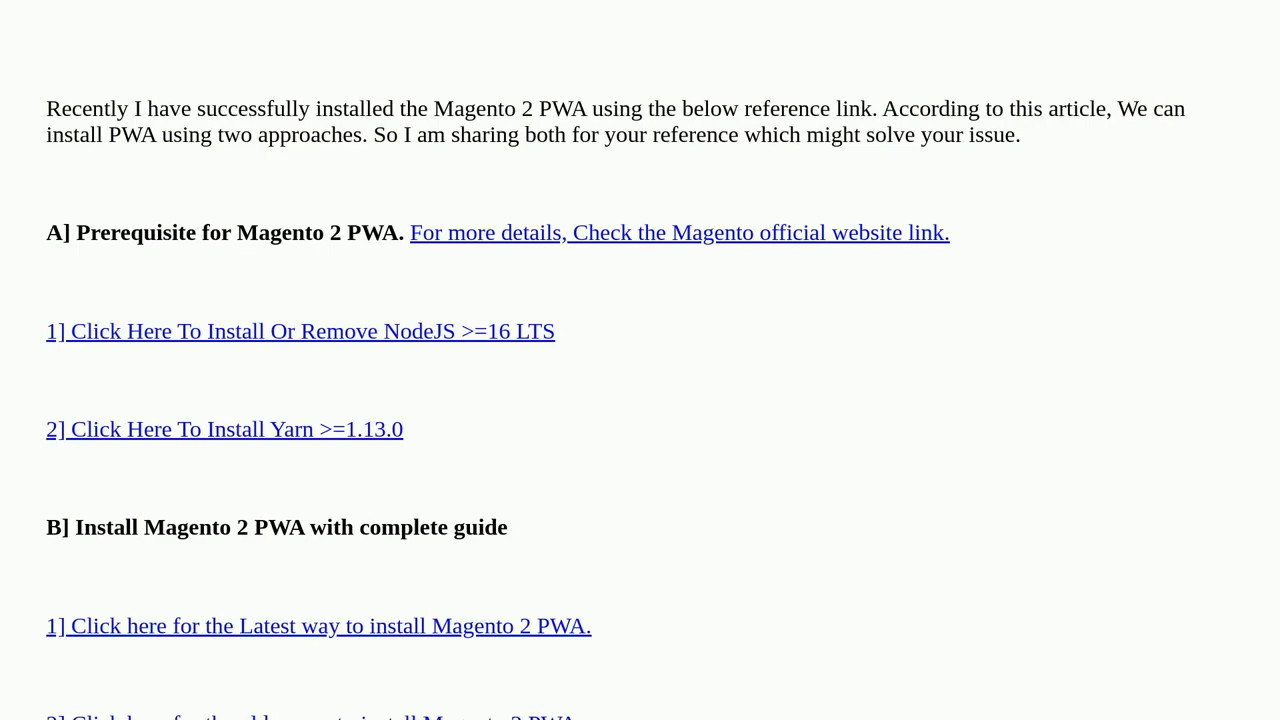 Recently I have successfully installed the Magento 2 PWA using the below reference link. According to this article, We can
install PWA using two approaches. So I am sharing both for your reference which might solve your issue.
A] Prerequisite for Magento 2 PWA. For more details, Check the Magento official website link.
1] Click Here To Install Or Remove NodeJS >=16 LTS
2] Click Here To Install Yarn >=1.13.0
B] Install Magento 2 PWA with complete guide
1] Click here for the Latest way to install Magento 2 PWA.